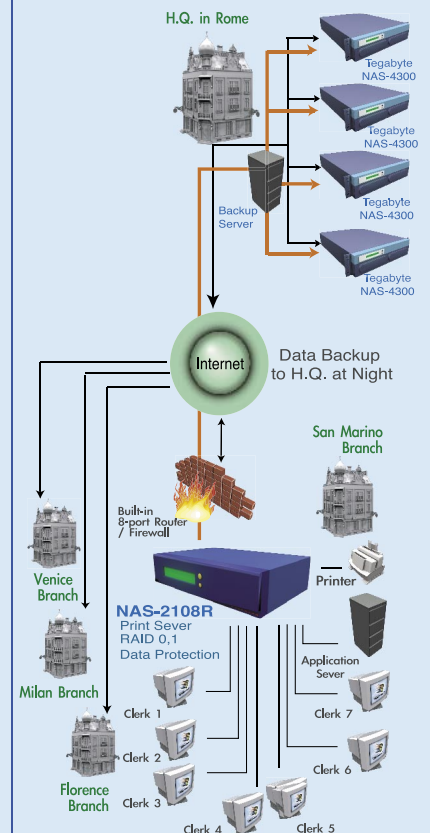 H.Q. in Rome
Tegabyte
NAS-4300
Tegabyte
NAS-4300
Tegabyte
NAS-4300
Backup
Server
Tegabyte
NAS-4300
Internet
Data Backup
to H.Q. at Night
San Marino
Branch
Built-in
8-port Router
/ Firewall
Venice
Branch
Printer
NAS-2108R
Print Sever
RAID 0,1
Data Protection
Application
Sever
Milan Branch
Clerk 1
Clerk 7
Clerk 2
Clerk 6
Florence
Branch
Clerk 3
Clerk 4
Clerk 5